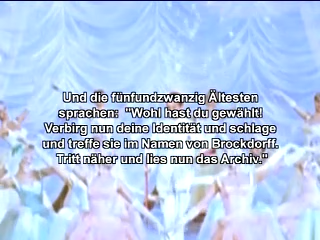 Und die fünfundzwanzig Ältesten
sprachen:  "Wohl hast du gewählt!
Verbirg nun deine Identität und schlage
und treffe sie im Namen von Brockdorff.
Tritt näher und lies nun das Archiv."